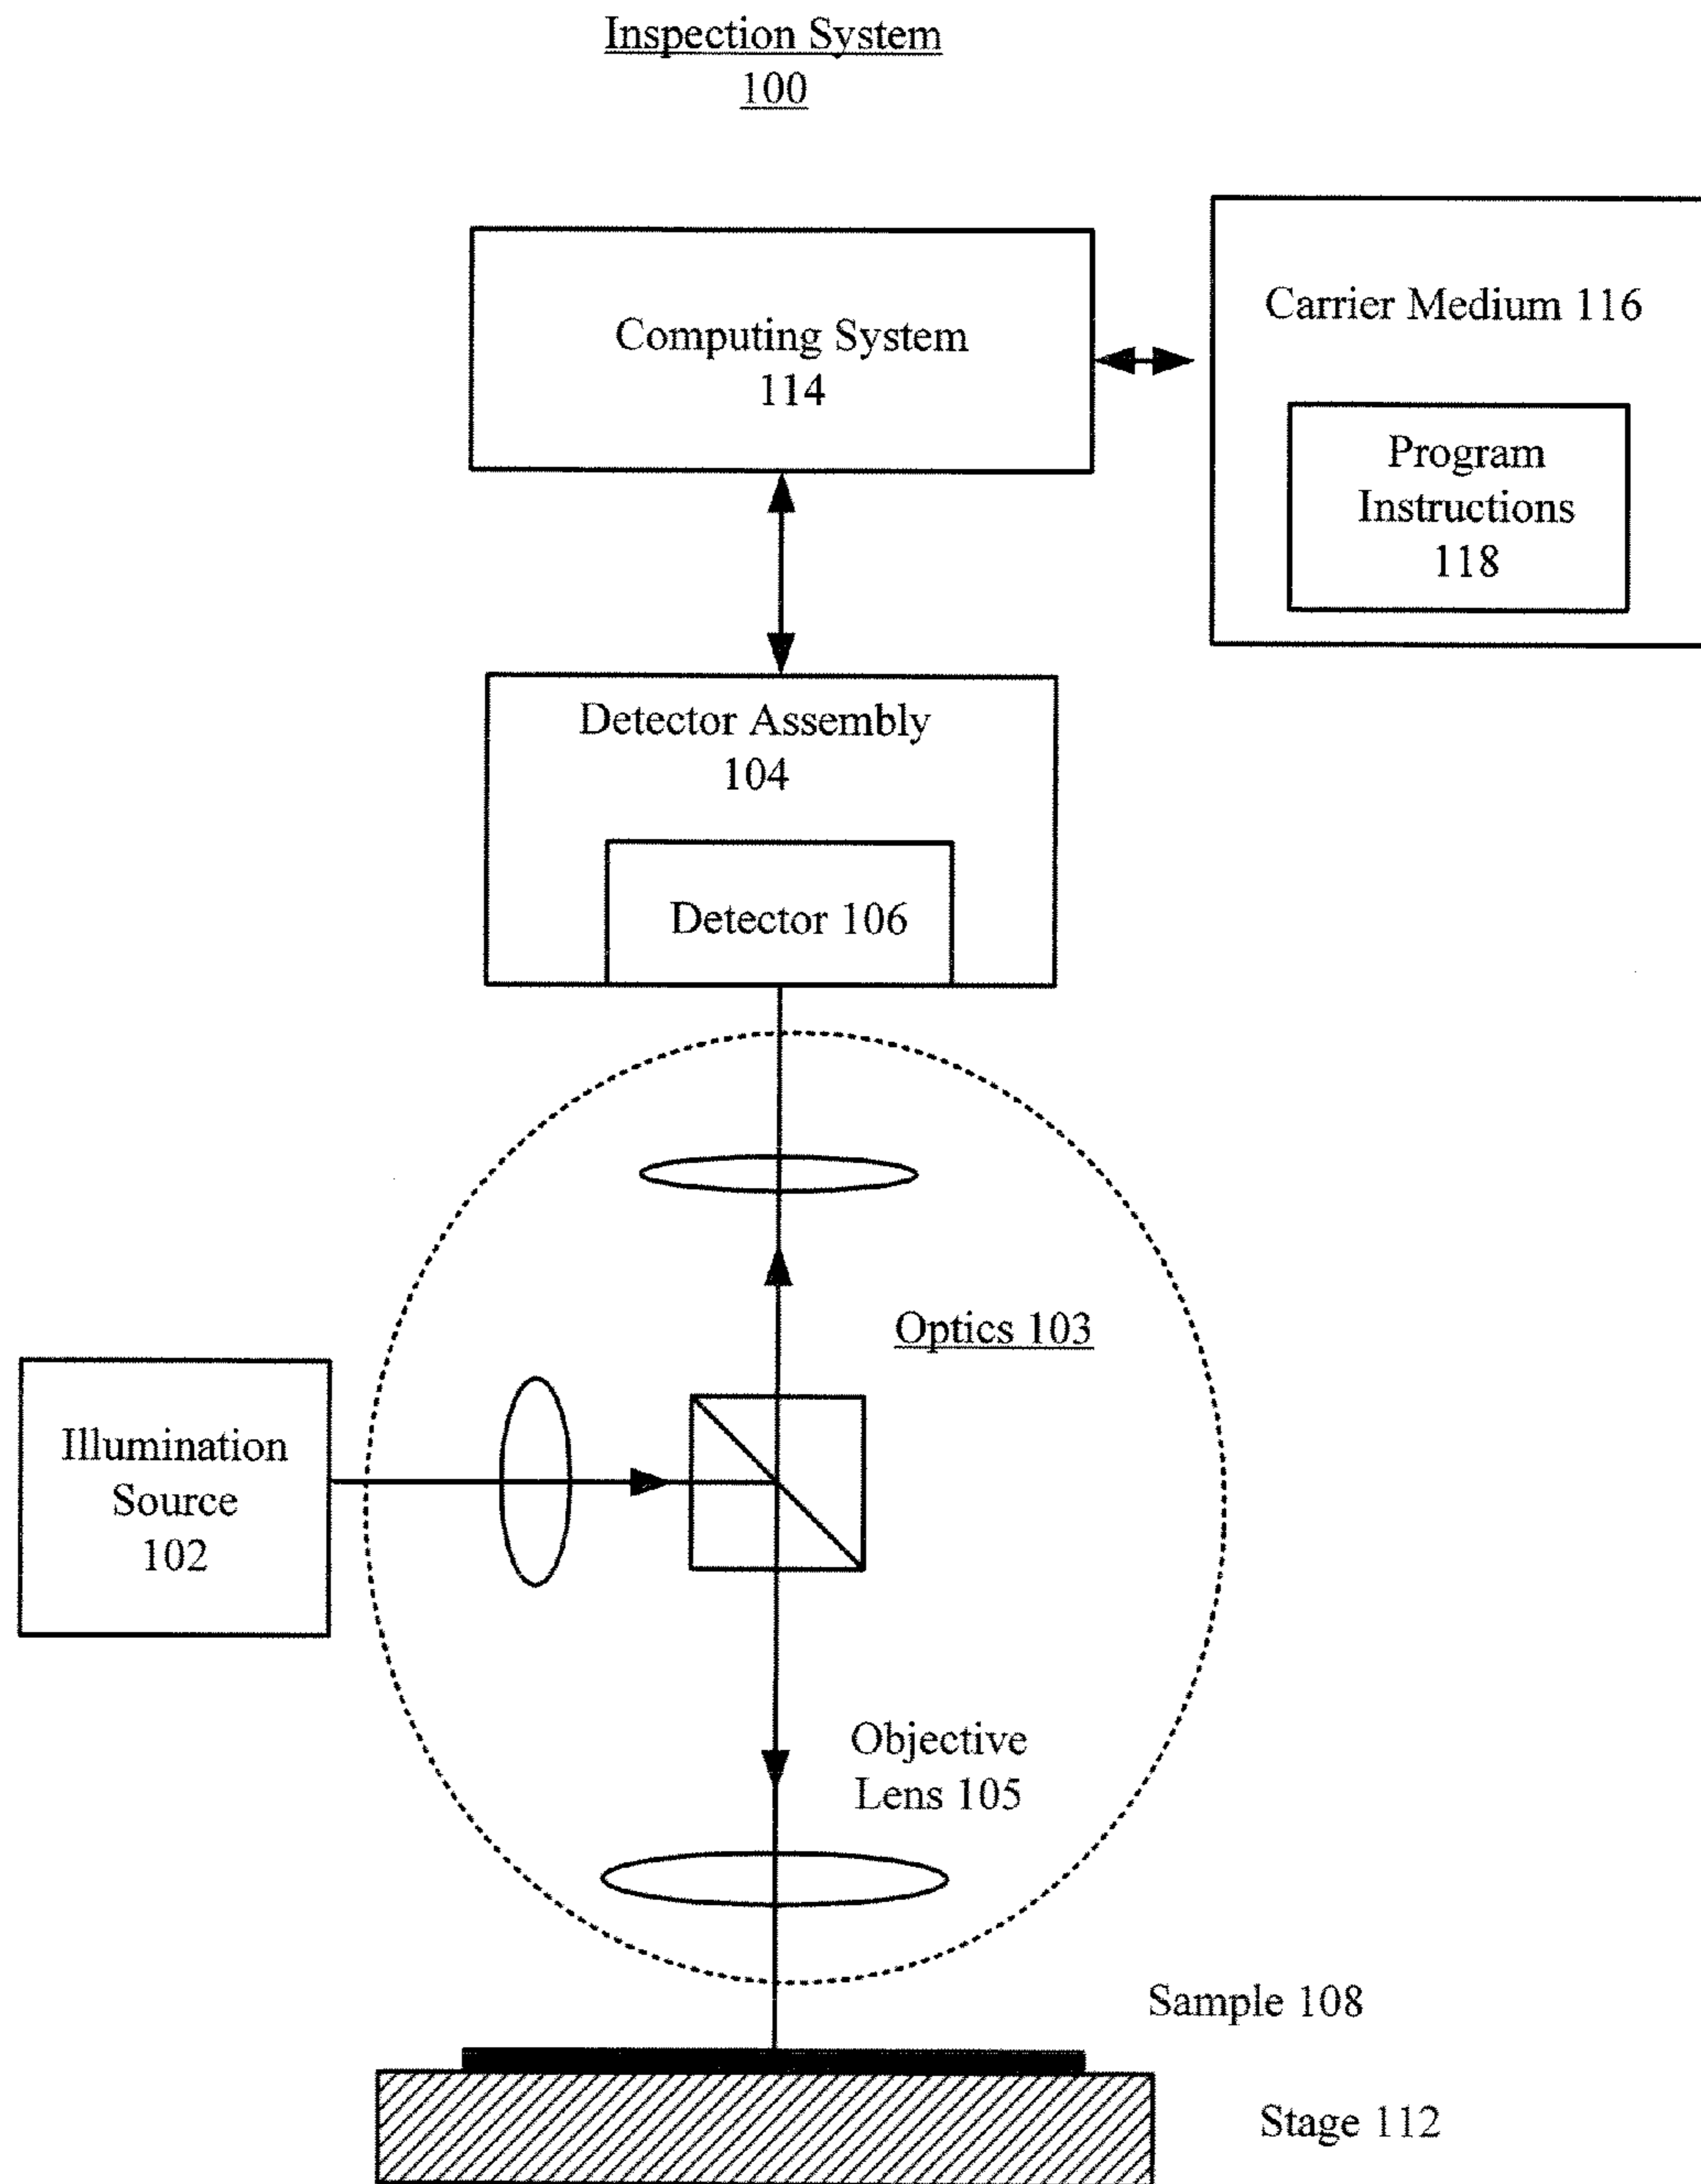 Inspection System
100
Computing System
114
Carrier Medium 116
Program
Instructions
118
Detector Assembly
104
Detector 106
Optics 103
Illumination
Source
102
Objective
Lens 105
Sample 108
Stage 112